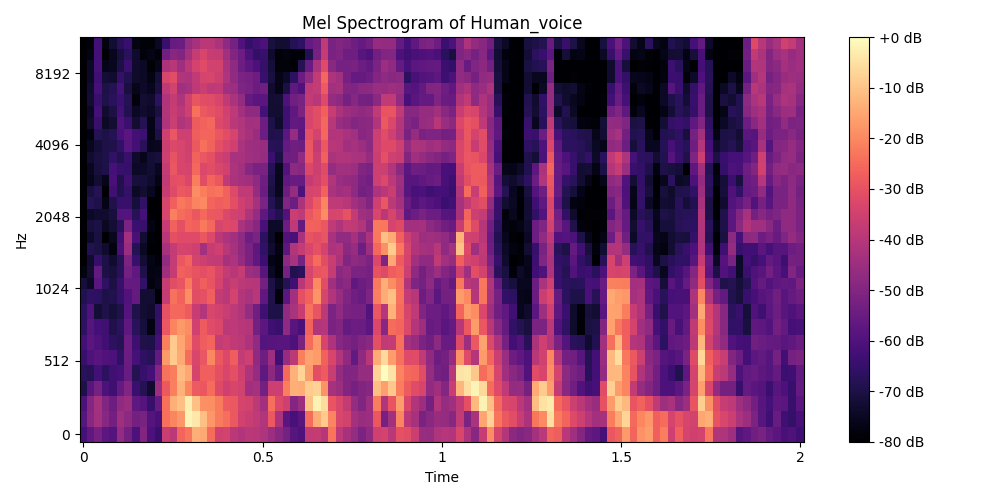 Mel Spectrogram of Human_voice
Hz
8192
4096
2048
1024
512
0
0 0.5 1 1.5 2
Time
+0 dB
-10 dB
-20 dB
-30 dB
-40 dB
-50 dB
-60 dB
-70 dB
-80 dB